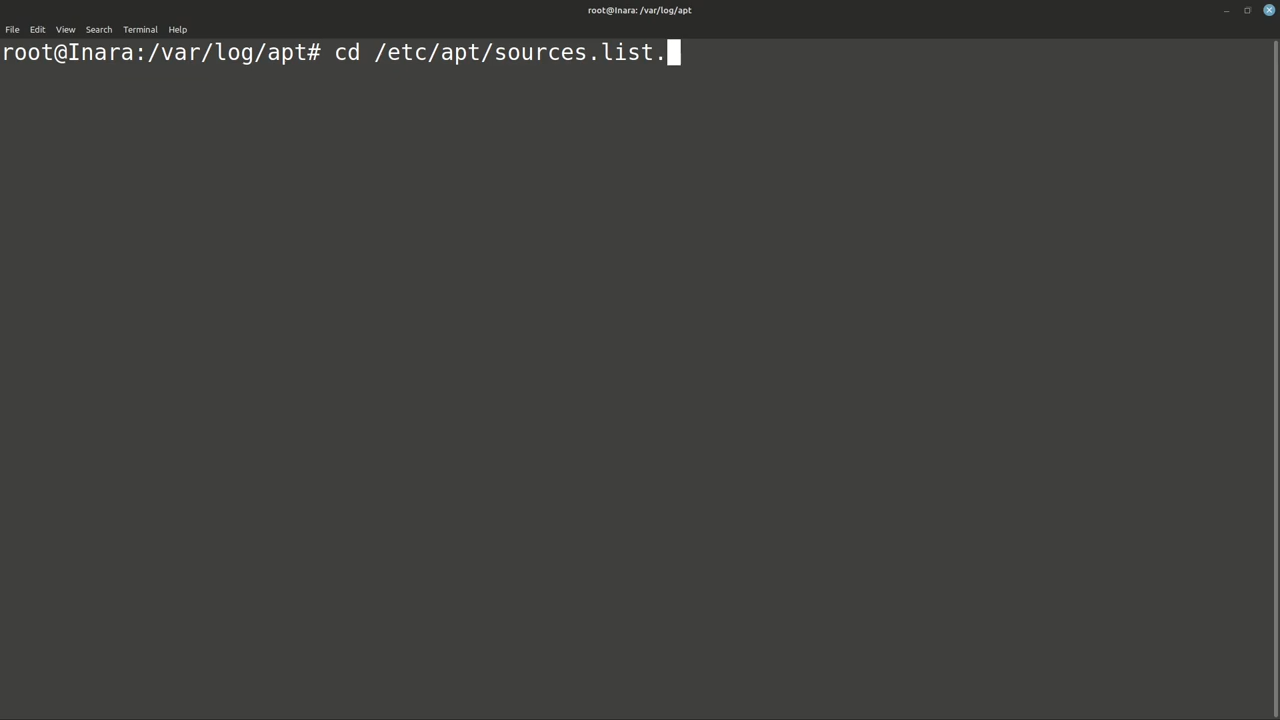 root@Inara: /var/log/apt
File Edit View Search Terminal Help
root@Inara:/var/log/apt# cd /etc/apt/sources.list.